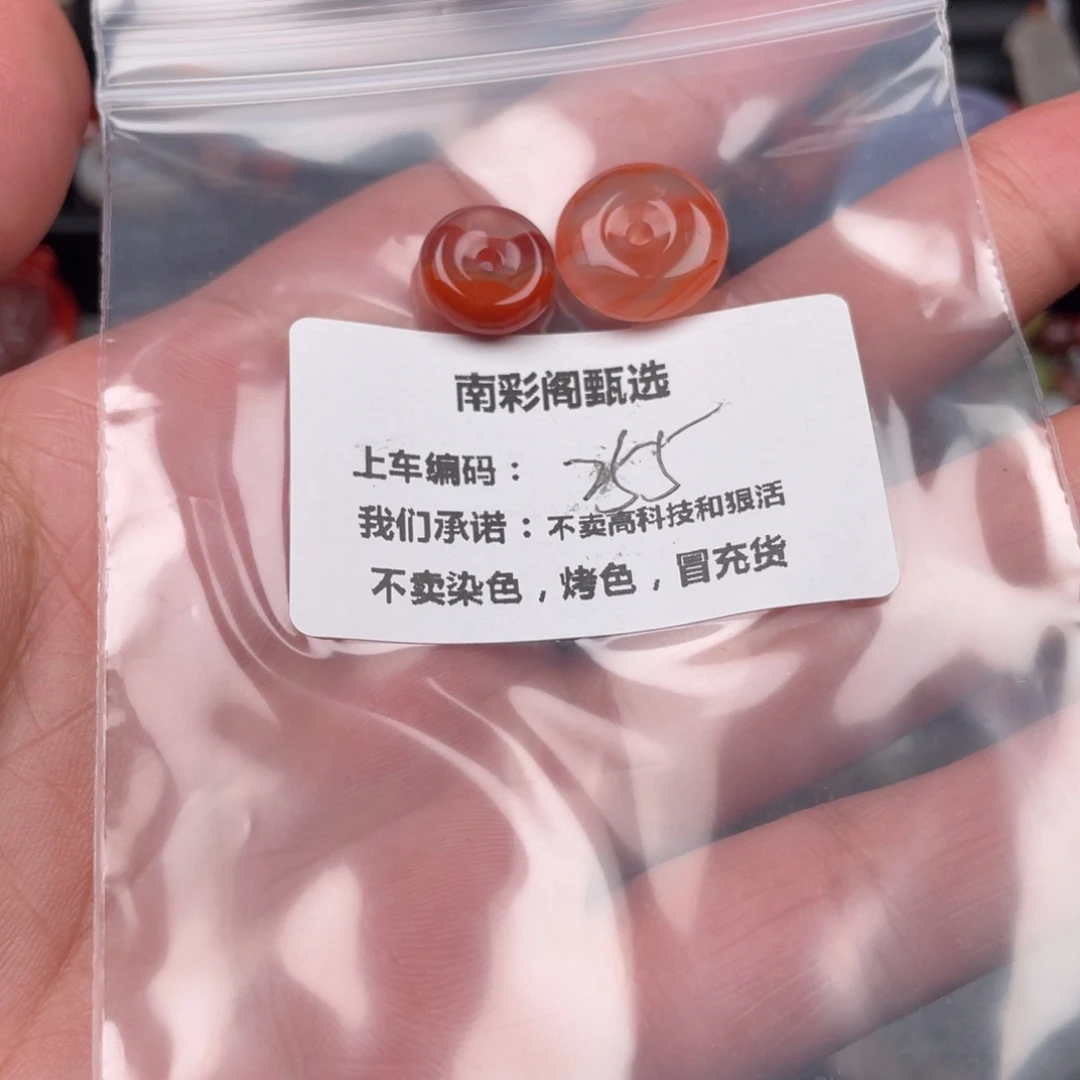 南彩阁甄选
上车编码：
我们承诺：不卖高科技和狠活
不卖染色，烤色，冒充货